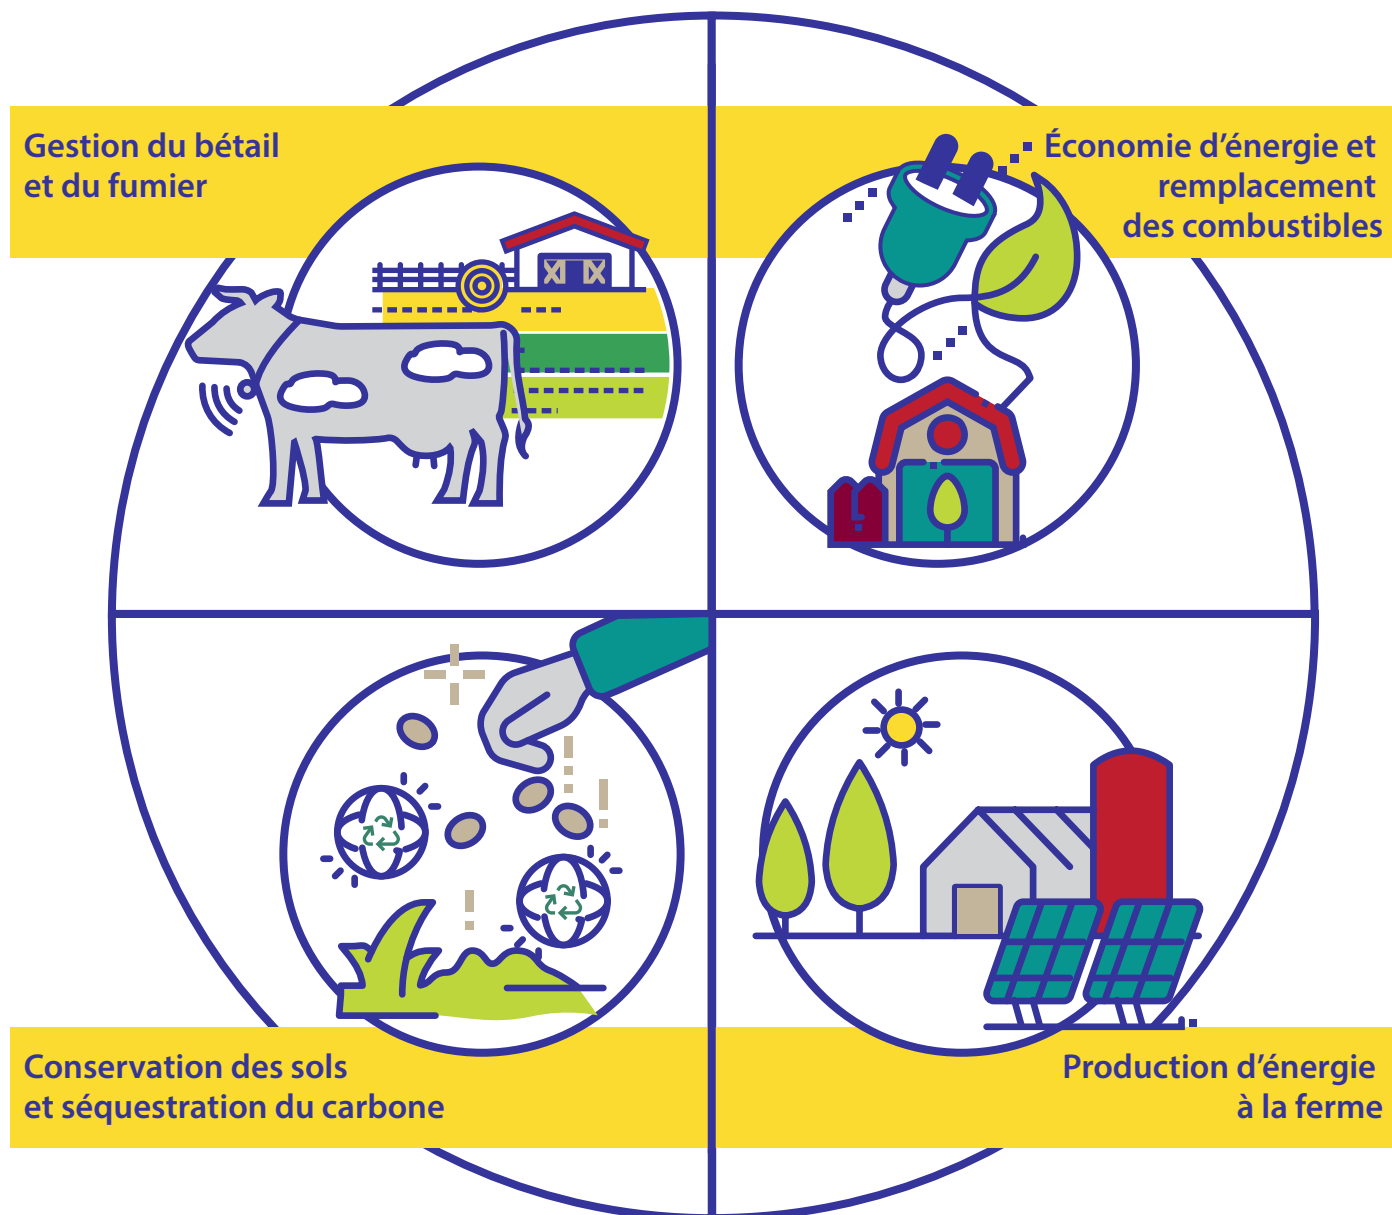 Gestion du bétail
et du fumier
Économie d’énergie et
remplacement
des combustibles
Conservation des sols
et séquestration du carbone
Production d’énergie
à la ferme